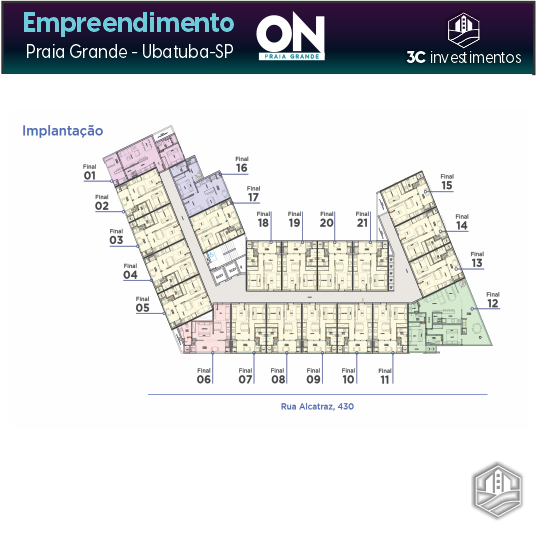 Empreendimento
Praia Grande - Ubatuba-SP
ON
PRAIA GRANDE
3C investimentos
Implantação
Final
01
Final
02
Final
03
Final
04
Final
05
Final
16
Final
17
Final
18
Final
19
Final
20
Final
21
Final
15
Final
14
Final
13
Final
12
Final
06
Final
07
Final
08
Final
09
Final
10
Final
11
Rua Alcatraz, 430